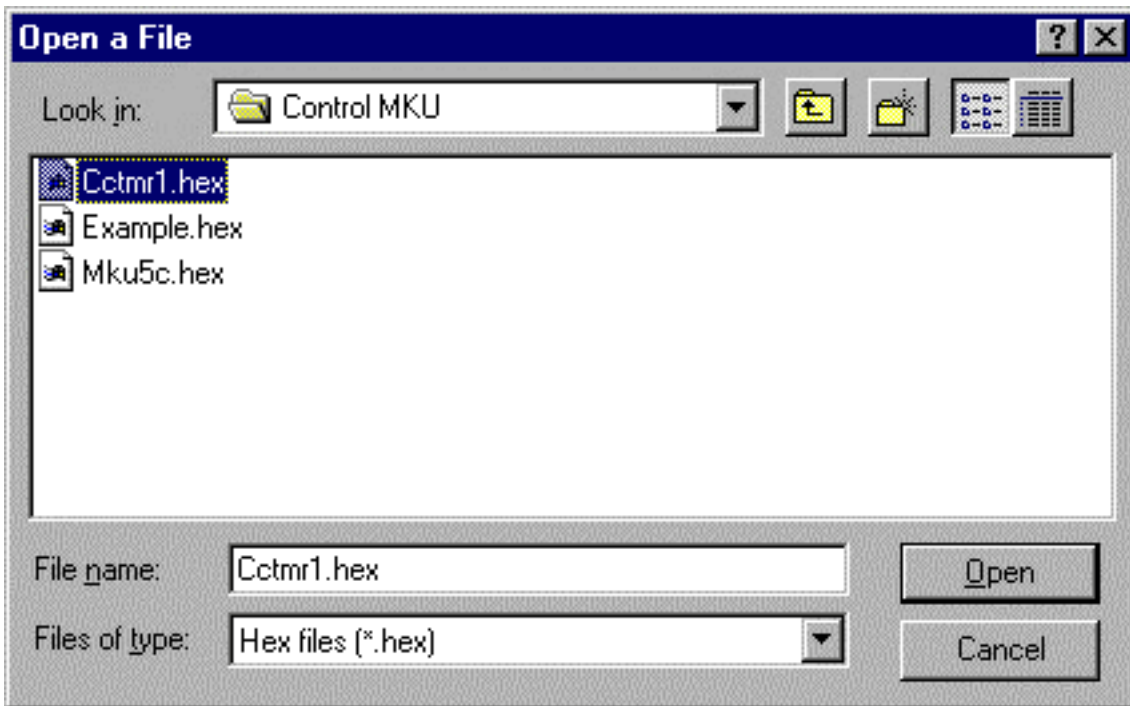 Open a File
Look in: Control MKU
Cctmr1.hex
Example.hex
Mku5c.hex
File name: Cctmr1.hex Open
Files of type: Hex files (*.hex) Cancel